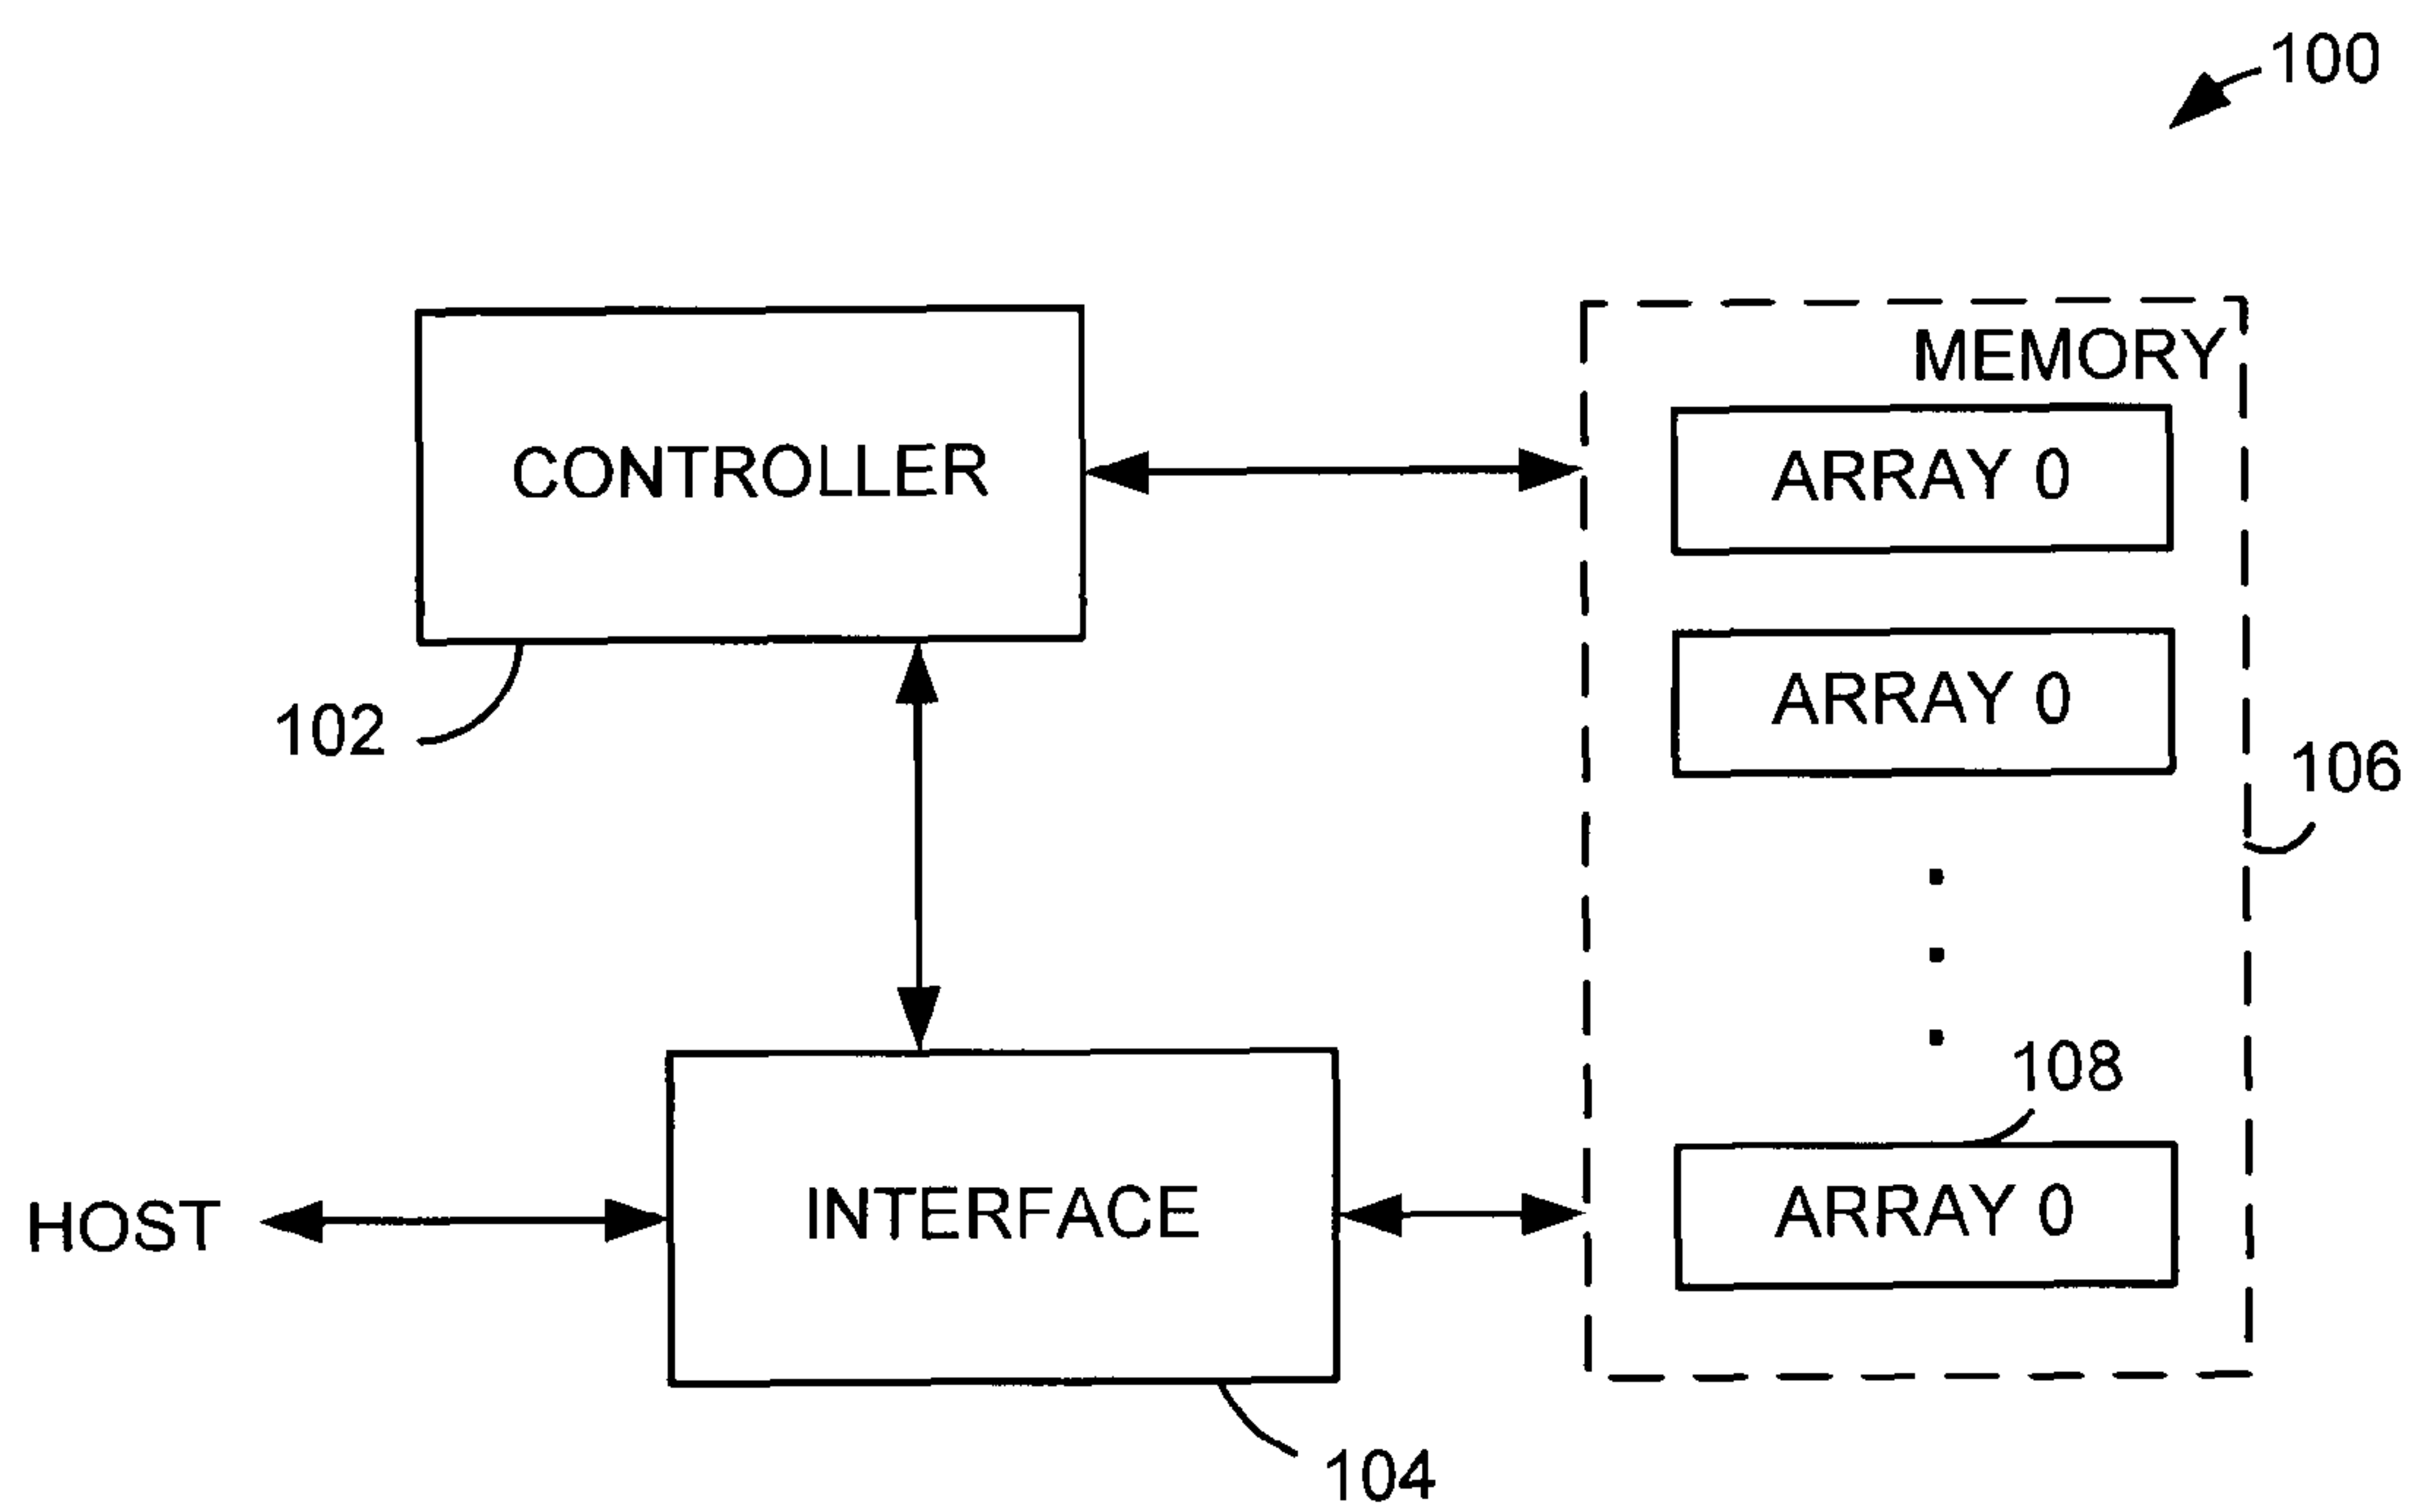 100
MEMORY
CONTROLLER
ARRAY 0
ARRAY 0
102
106
108
HOST
INTERFACE
ARRAY 0
104